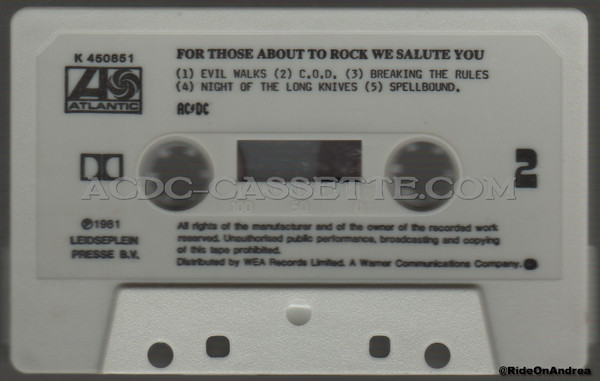 K 450851
FOR THOSE ABOUT TO ROCK WE SALUTE YOU
(1) EVIL WALKS (2) C.O.D. (3) BREAKING THE RULES
(4) NIGHT OF THE LONG KNIVES (5) SPELLBOUND.
ATLANTIC
AC⚡DC
2
ACDC-CASSETTE.COM
100 50
℗1981
LEIDSEPLEIN
PRESSE B.V.
All rights of the manufacturer and of the owner of the recorded work
reserved. Unauthorised public performance, broadcasting and copying
of this tape prohibited.
Distributed by WEA Records Limited. A Warner Communications Company.
@RideOnAndrea